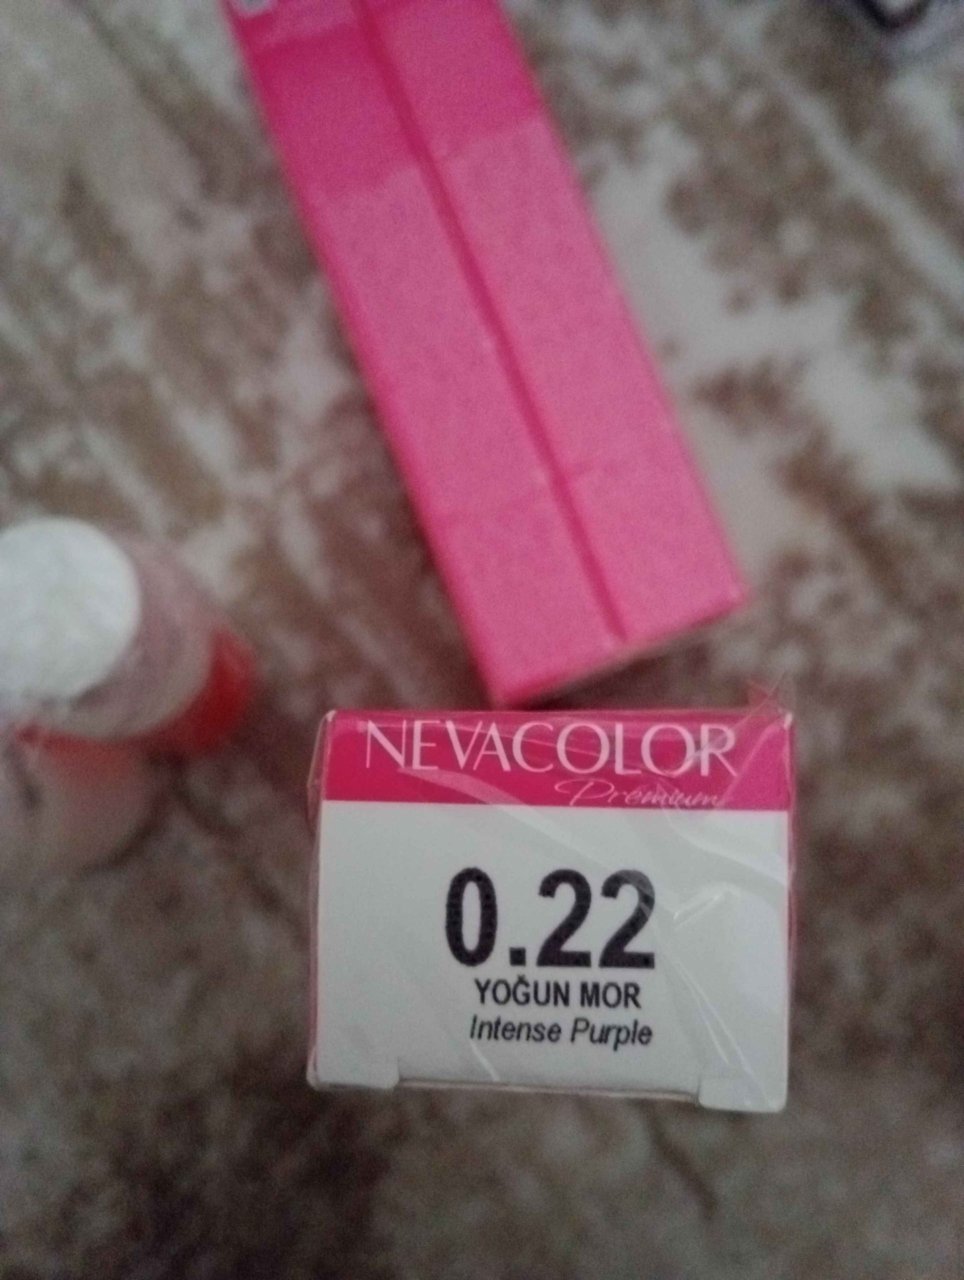 NEVACOLOR
Premium
0.22
YOĞUN MOR
Intense Purple